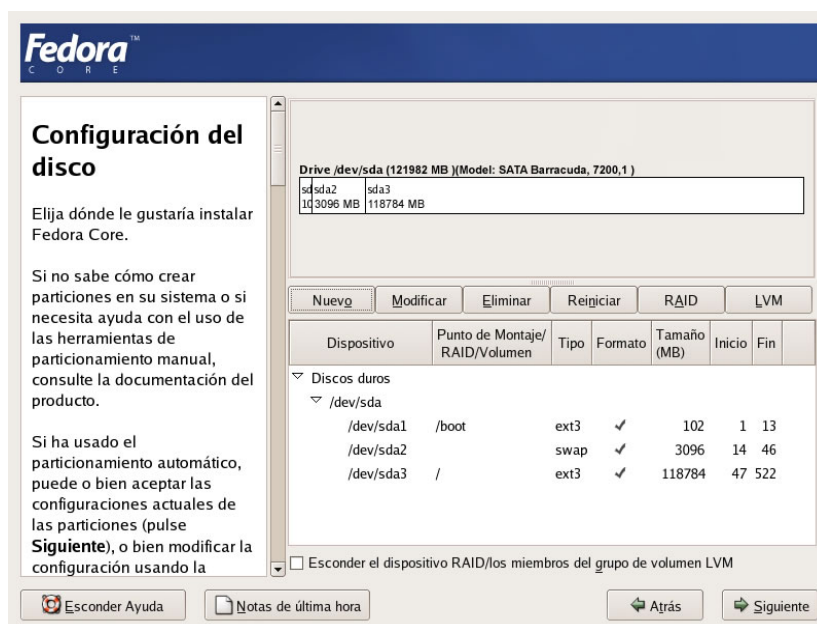 Fedora™
CORE
Configuración del
disco
Elija dónde le gustaría instalar
Fedora Core.
Si no sabe cómo crear
particiones en su sistema o si
necesita ayuda con el uso de
las herramientas de
particionamiento manual,
consulte la documentación del
producto.
Si ha usado el
particionamiento automático,
puede o bien aceptar las
configuraciones actuales de
las particiones (pulse
Siguiente), o bien modificar la
configuración usando la
Drive /dev/sda (121982 MB )(Model: SATA Barracuda, 7200,1 )
sd sda2 sda3
10 3096 MB 118784 MB
Nuevo Modificar Eliminar Reiniciar RAID LVM
Dispositivo Punto de Montaje/ RAID/Volumen Tipo Formato Tamaño (MB) Inicio Fin
Discos duros
/dev/sda
/dev/sda1 /boot ext3 ✓ 102 1 13
/dev/sda2 swap ✓ 3096 14 46
/dev/sda3 / ext3 ✓ 118784 47 522
Esconder el dispositivo RAID/los miembros del grupo de volumen LVM
Esconder Ayuda Notas de última hora Atrás Siguiente